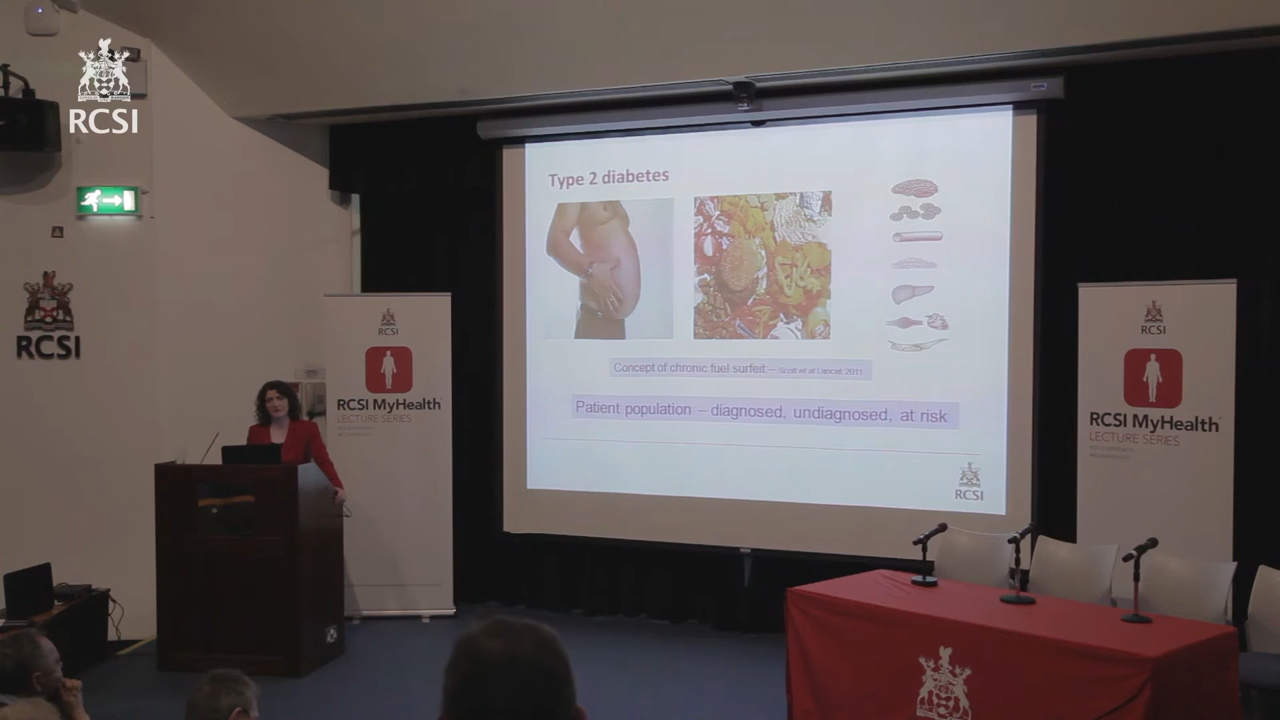 RCSI
RCSI
Type 2 diabetes
Concept of chronic fuel surfeit – Scott et al Lancet 2011
Patient population – diagnosed, undiagnosed, at risk
RCSI
RCSI
RCSI MyHealth
LECTURE SERIES
RCSI
RCSI MyHealth
LECTURE SERIES